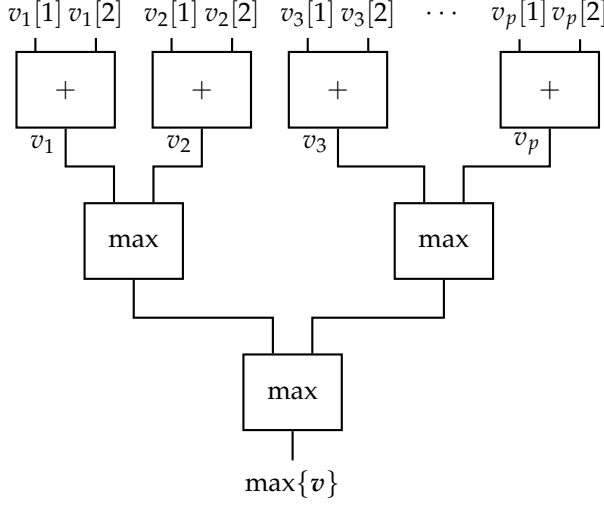 v₁[1] v₁[2] v₂[1] v₂[2] v₃[1] v₃[2] ··· vₚ[1] vₚ[2]
+ + + +
v₁ v₂ v₃ vₚ
max max
max
max{v}